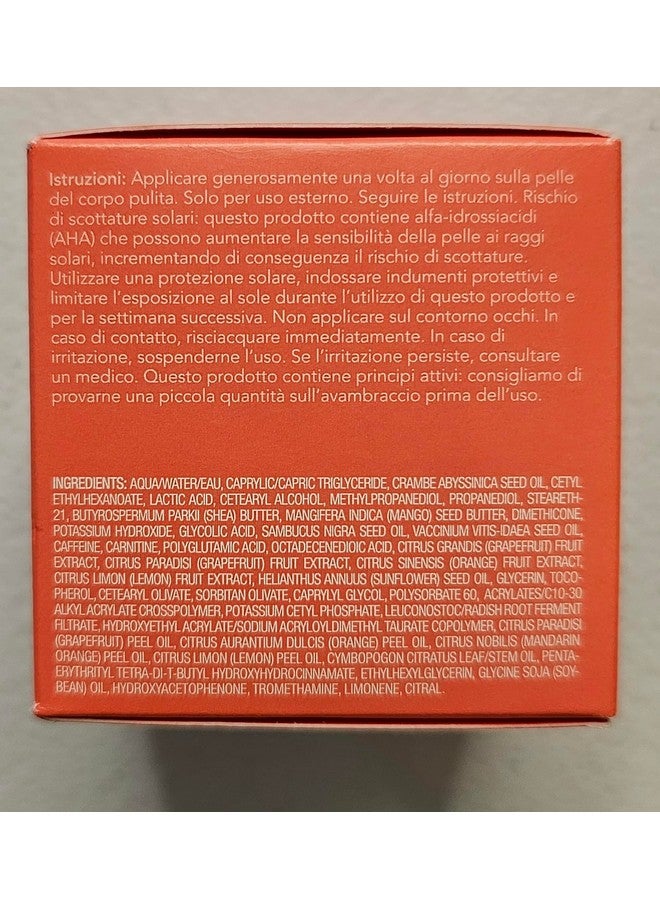 Istruzioni: Applicare generosamente una volta al giorno sulla pelle
del corpo pulita. Solo per uso esterno. Seguire le istruzioni. Rischio
di scottature solari: questo prodotto contiene alfa-idrossiacidi
(AHA) che possono aumentare la sensibilità della pelle ai raggi
solari, incrementando di conseguenza il rischio di scottature.
Utilizzare una protezione solare, indossare indumenti protettivi e
limitare l'esposizione al sole durante l'utilizzo di questo prodotto e
per la settimana successiva. Non applicare sul contorno occhi. In
caso di contatto, risciacquare immediatamente. In caso di
irritazione, sospenderne l'uso. Se l'irritazione persiste, consultare
un medico. Questo prodotto contiene principi attivi: consigliamo di
provarne una piccola quantità sull'avambraccio prima dell'uso.
INGREDIENTS: AQUA/WATER/EAU, CAPRYLIC/CAPRIC TRIGLYCERIDE, CRAMBE ABYSSINICA SEED OIL, CETYL
ETHYLHEXANOATE, LACTIC ACID, CETEARYL ALCOHOL, METHYLPROPANEDIOL, PROPANEDIOL, STEARETH-
21, BUTYROSPERMUM PARKII (SHEA) BUTTER, MANGIFERA INDICA (MANGO) SEED BUTTER, DIMETHICONE,
POTASSIUM HYDROXIDE, GLYCOLIC ACID, SAMBUCUS NIGRA SEED OIL, VACCINIUM VITIS-IDAEA SEED OIL,
CAFFEINE, CARNITINE, POLYGLUTAMIC ACID, OCTADECENEDIOIC ACID, CITRUS GRANDIS (GRAPEFRUIT) FRUIT
EXTRACT, CITRUS PARADISI (GRAPEFRUIT) FRUIT EXTRACT, CITRUS SINENSIS (ORANGE) FRUIT EXTRACT,
CITRUS LIMON (LEMON) FRUIT EXTRACT, HELIANTHUS ANNUUS (SUNFLOWER) SEED OIL, GLYCERIN, TOCO-
PHEROL, CETEARYL OLIVATE, SORBITAN OLIVATE, CAPRYLYL GLYCOL, POLYSORBATE 60, ACRYLATES/C10-30
ALKYL ACRYLATE CROSSPOLYMER, POTASSIUM CETYL PHOSPHATE, LEUCONOSTOC/RADISH ROOT FERMENT
FILTRATE, HYDROXYETHYL ACRYLATE/SODIUM ACRYLOYLDIMETHYL TAURATE COPOLYMER, CITRUS PARADISI
(GRAPEFRUIT) PEEL OIL, CITRUS AURANTIUM DULCIS (ORANGE) PEEL OIL, CITRUS NOBILIS (MANDARIN
ORANGE) PEEL OIL, CITRUS LIMON (LEMON) PEEL OIL, CYMBOPOGON CITRATUS LEAF/STEM OIL, PENTA-
ERYTHRITYL TETRA-DI-T-BUTYL HYDROXYHYDROCINNAMATE, ETHYLHEXYLGLYCERIN, GLYCINE SOJA (SOY-
BEAN) OIL, HYDROXYACETOPHENONE, TROMETHAMINE, LIMONENE, CITRAL.